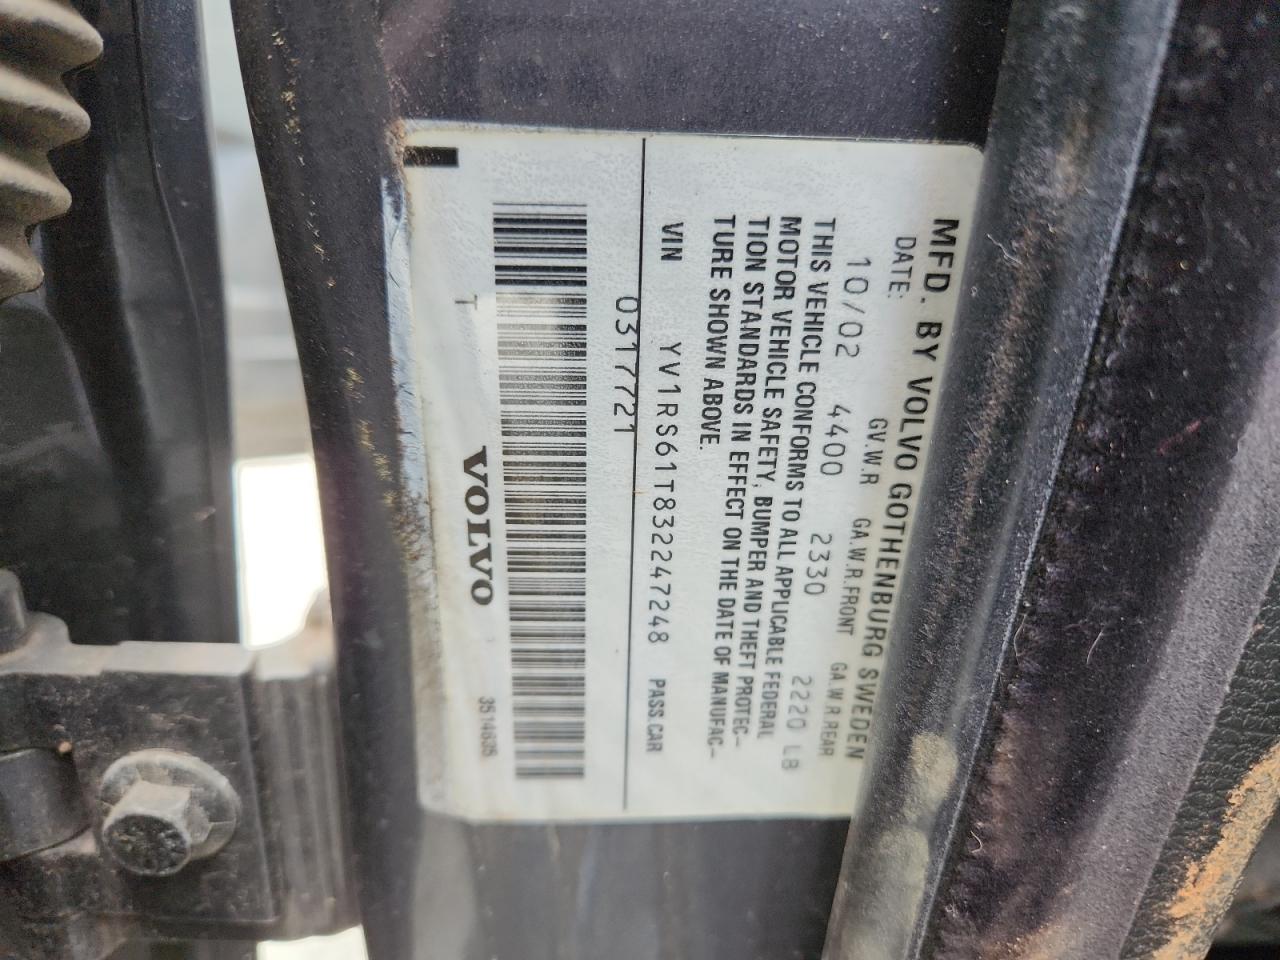 MFD. BY VOLVO GOTHENBURG SWEDEN
DATE: GV.W.R GA.W.R.FRONT GA.W.R.REAR
10/02 4400 2330 2220 LB
THIS VEHICLE CONFORMS TO ALL APPLICABLE FEDERAL
MOTOR VEHICLE SAFETY, BUMPER AND THEFT PROTEC-
TION STANDARDS IN EFFECT ON THE DATE OF MANUFAC-
TURE SHOWN ABOVE.
VIN YV1RS61T832247248 PASS CAR
0317721
T VOLVO 3514635